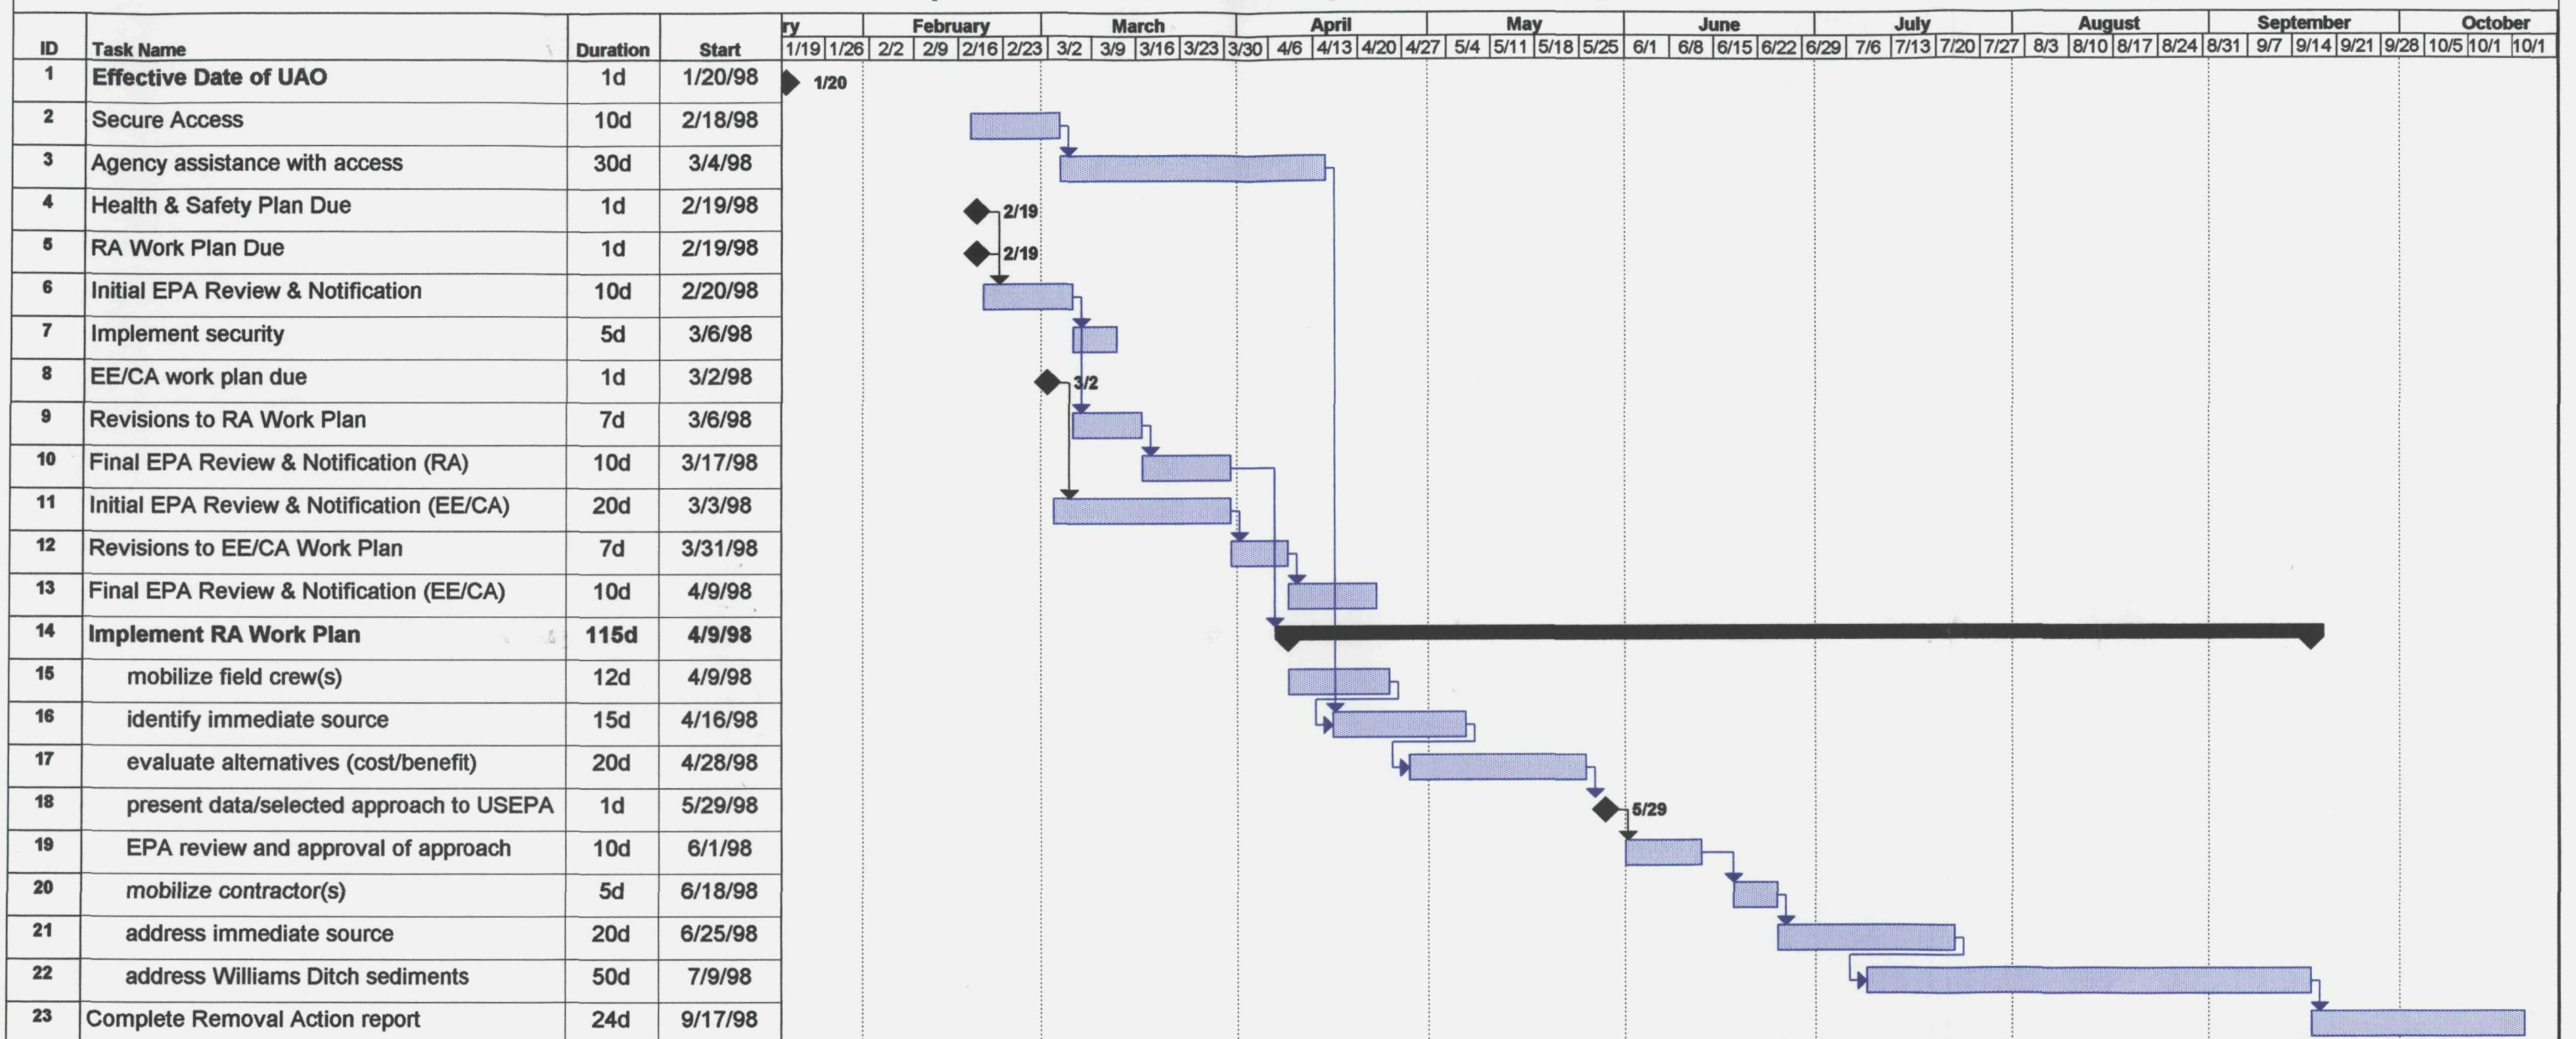 ry February March April May June July August September October
ID Task Name Duration Start 1/19 1/26 2/2 2/9 2/16 2/23 3/2 3/9 3/16 3/23 3/30 4/6 4/13 4/20 4/27 5/4 5/11 5/18 5/25 6/1 6/8 6/15 6/22 6/29 7/6 7/13 7/20 7/27 8/3 8/10 8/17 8/24 8/31 9/7 9/14 9/21 9/28 10/5 10/1 10/1
1 Effective Date of UAO 1d 1/20/98 1/20
2 Secure Access 10d 2/18/98
3 Agency assistance with access 30d 3/4/98
4 Health & Safety Plan Due 1d 2/19/98 2/19
5 RA Work Plan Due 1d 2/19/98 2/19
6 Initial EPA Review & Notification 10d 2/20/98
7 Implement security 5d 3/6/98
8 EE/CA work plan due 1d 3/2/98 3/2
9 Revisions to RA Work Plan 7d 3/6/98
10 Final EPA Review & Notification (RA) 10d 3/17/98
11 Initial EPA Review & Notification (EE/CA) 20d 3/3/98
12 Revisions to EE/CA Work Plan 7d 3/31/98
13 Final EPA Review & Notification (EE/CA) 10d 4/9/98
14 Implement RA Work Plan 115d 4/9/98
15 mobilize field crew(s) 12d 4/9/98
16 identify immediate source 15d 4/16/98
17 evaluate alternatives (cost/benefit) 20d 4/28/98
18 present data/selected approach to USEPA 1d 5/29/98 5/29
19 EPA review and approval of approach 10d 6/1/98
20 mobilize contractor(s) 5d 6/18/98
21 address immediate source 20d 6/25/98
22 address Williams Ditch sediments 50d 7/9/98
23 Complete Removal Action report 24d 9/17/98